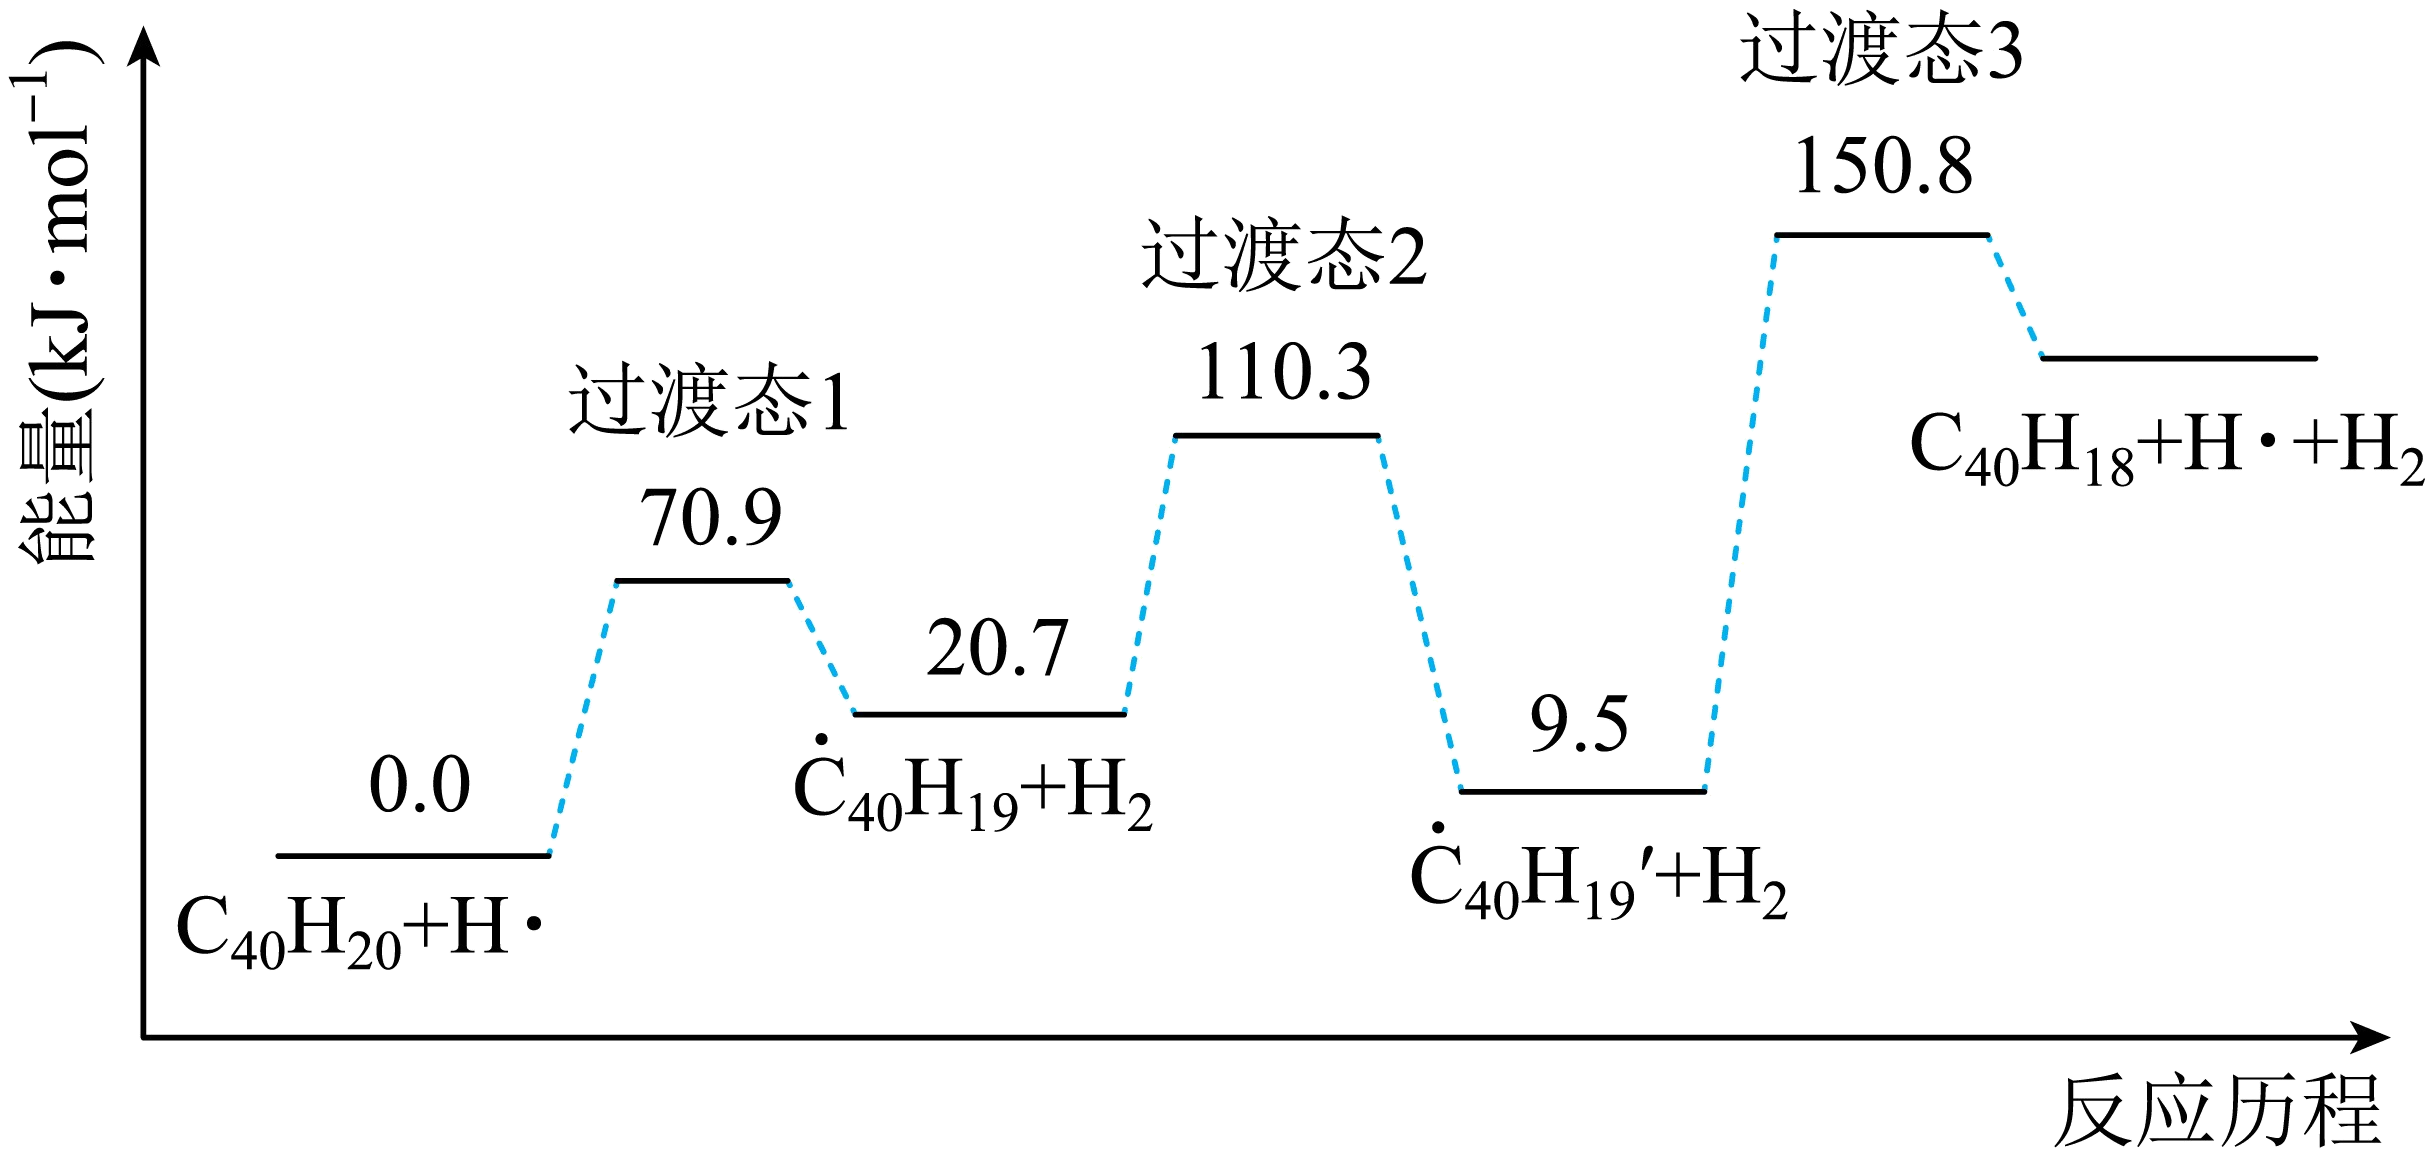 能量(kJ·mol⁻¹)
过渡态3
150.8
过渡态2
110.3
C₄₀H₁₈+H·+H₂
过渡态1
70.9
20.7
Ċ₄₀H₁₉+H₂
9.5
Ċ₄₀H₁₉′+H₂
0.0
C₄₀H₂₀+H·
反应历程